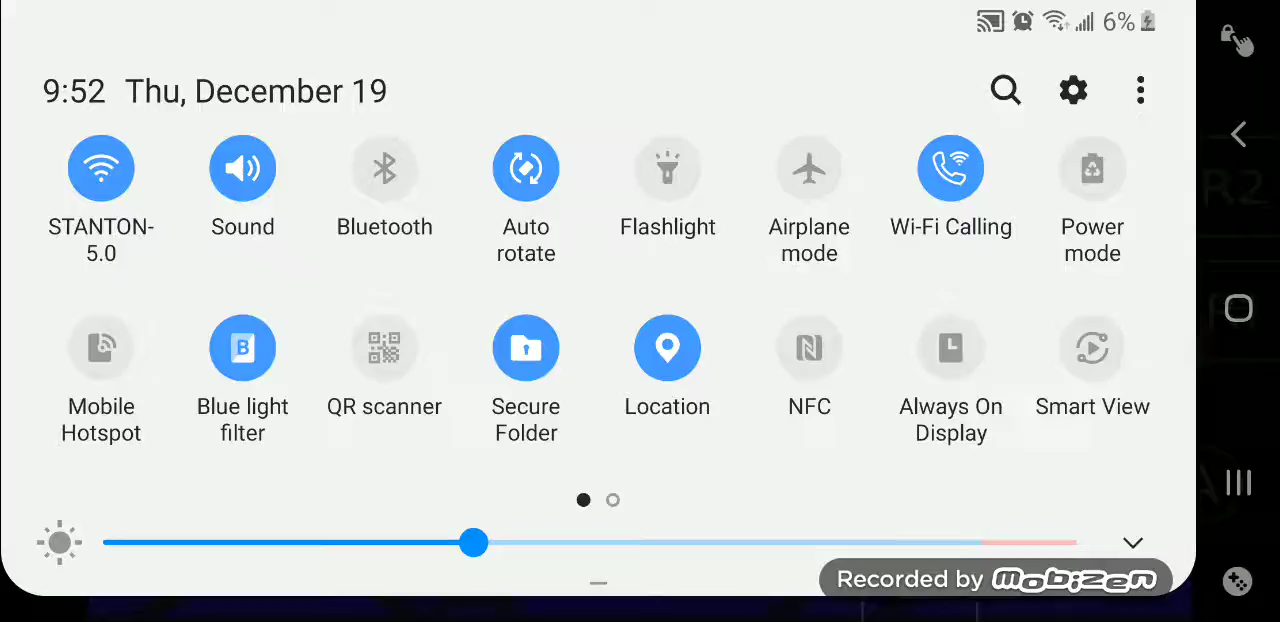 6%
9:52 Thu, December 19
STANTON-
5.0
Sound
Bluetooth
Auto
rotate
Flashlight
Airplane
mode
Wi-Fi Calling
Power
mode
Mobile
Hotspot
B
Blue light
filter
QR scanner
Secure
Folder
Location
NFC
Always On
Display
Smart View
Recorded by mobizen
R2